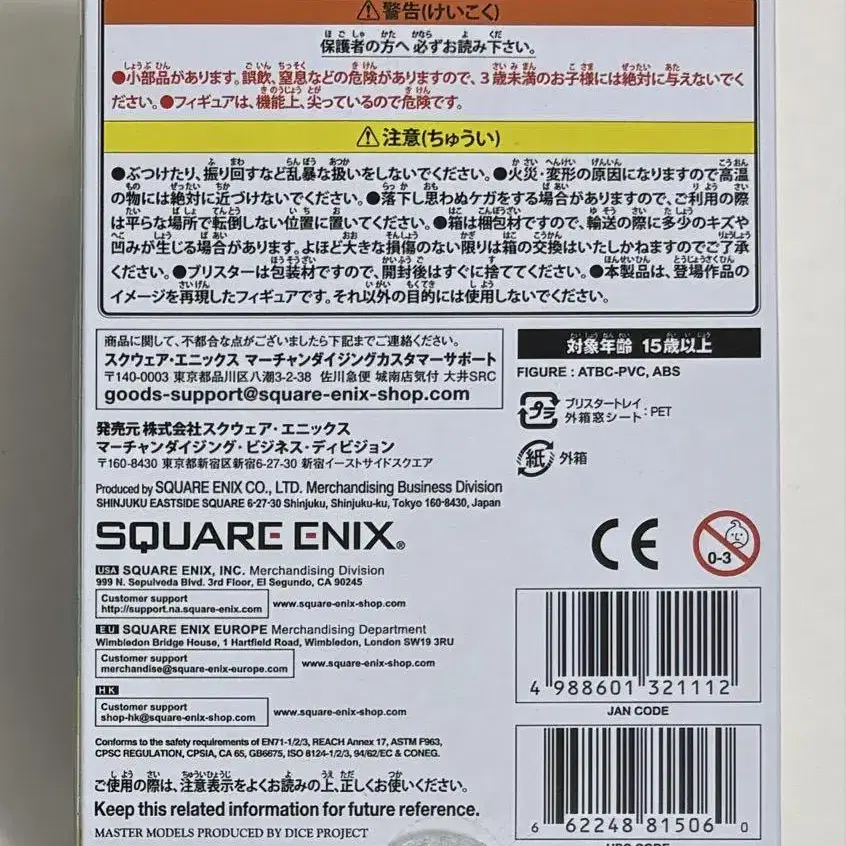 ⚠警告(けいこく)
保護者の方へ 必ずお読み下さい。
●小部品があります。誤飲、窒息などの危険がありますので、3歳未満のお子様には絶対に与えないでく
ださい。●フィギュアは、機能上、尖っているので危険です。
⚠注意(ちゅうい)
●ぶつけたり、振り回すなど乱暴な扱いをしないでください。●火災・変形の原因になりますので高温
の物には絶対に近づけないでください。●落下し思わぬケガをする場合がありますので、ご利用の際
は平らな場所で転倒しない位置に置いてください。●箱は梱包材ですので、輸送の際に多少のキズや
凹みが生じる場合があります。よほど大きな損傷のない限りは箱の交換はいたしかねますのでご了承
ください。●ブリスターは包装材ですので、開封後はすぐに捨ててください。●本製品は、登場作品の
イメージを再現したフィギュアです。それ以外の目的には使用しないでください。
商品に関して、不都合な点がございましたら下記までご連絡ください。
スクウェア・エニックス マーチャンダイジングカスタマーサポート
〒140-0003 東京都品川区八潮3-2-38 佐川急便 城南店気付 大井SRC
goods-support@square-enix-shop.com
対象年齢 15歳以上
FIGURE : ATBC-PVC, ABS
プラ
ブリスタートレイ
外箱窓シート : PET
紙 外箱
発売元 株式会社スクウェア・エニックス
マーチャンダイジング・ビジネス・ディビジョン
〒160-8430 東京都新宿区新宿6-27-30 新宿イーストサイドスクエア
Produced by SQUARE ENIX CO., LTD. Merchandising Business Division
SHINJUKU EASTSIDE SQUARE 6-27-30 Shinjuku, Shinjuku-ku, Tokyo 160-8430, Japan
SQUARE ENIX®
CE
0-3
USA SQUARE ENIX, INC. Merchandising Division
999 N. Sepulveda Blvd. 3rd Floor, El Segundo, CA 90245
Customer support
http://support.na.square-enix.com
www.square-enix-shop.com
EU SQUARE ENIX EUROPE Merchandising Department
Wimbledon Bridge House, 1 Hartfield Road, Wimbledon, London SW19 3RU
Customer support
merchandise@square-enix-europe.com
www.square-enix-shop.com
HK
Customer support
shop-hk@square-enix-shop.com
www.square-enix-shop.com
4 988601 321112
JAN CODE
Conforms to the safety requirements of EN71-1/2/3, REACH Annex 17, ASTM F963,
CPSC REGULATION, CPSIA, CA 65, GB6675, ISO 8124-1/2/3, 94/62/EC & CONEG.
ご使用の際は、注意表示をよくお読みの上、正しくお使いください。
Keep this related information for future reference.
MASTER MODELS PRODUCED BY DICE PROJECT
6 62248 81506 0
UPC CODE